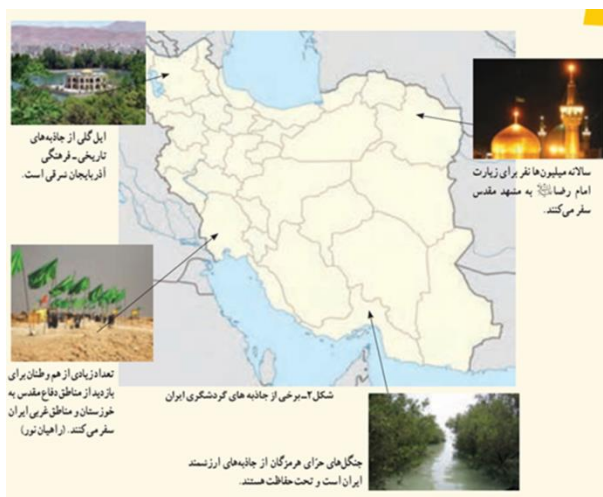 ایل گلی از جاذبه‌های
تاریخی ـ فرهنگی
آذربایجان شرقی است.
سالانه میلیون‌ها نفر برای زیارت
امام رضا به مشهد مقدس
سفر می‌کنند.
تعداد زیادی از هم وطنان برای
بازدید از مناطق دفاع مقدس به
خوزستان و مناطق غربی ایران
سفر می‌کنند. (راهیان نور)
شکل ۲ـ برخی از جاذبه های گردشگری ایران
جنگل‌های حرّای هرمزگان از جاذبه‌های ارزشمند
ایران است و تحت حفاظت هستند.